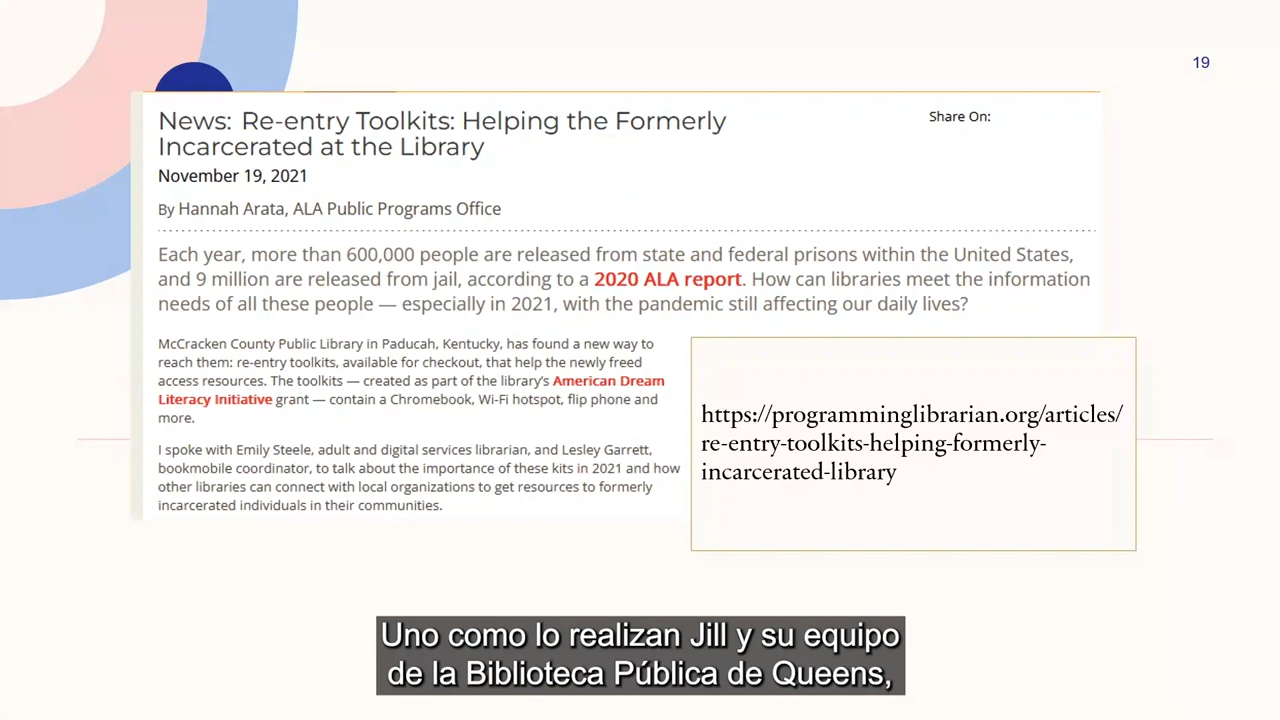 19
News: Re-entry Toolkits: Helping the Formerly
Incarcerated at the Library
Share On:
November 19, 2021
By Hannah Arata, ALA Public Programs Office
Each year, more than 600,000 people are released from state and federal prisons within the United States,
and 9 million are released from jail, according to a 2020 ALA report. How can libraries meet the information
needs of all these people — especially in 2021, with the pandemic still affecting our daily lives?
McCracken County Public Library in Paducah, Kentucky, has found a new way to
reach them: re-entry toolkits, available for checkout, that help the newly freed
access resources. The toolkits — created as part of the library's American Dream
Literacy Initiative grant — contain a Chromebook, Wi-Fi hotspot, flip phone and
more.
I spoke with Emily Steele, adult and digital services librarian, and Lesley Garrett,
bookmobile coordinator, to talk about the importance of these kits in 2021 and how
other libraries can connect with local organizations to get resources to formerly
incarcerated individuals in their communities.
https://programminglibrarian.org/articles/
re-entry-toolkits-helping-formerly-
incarcerated-library
Uno como lo realizan Jill y su equipo
de la Biblioteca Pública de Queens,